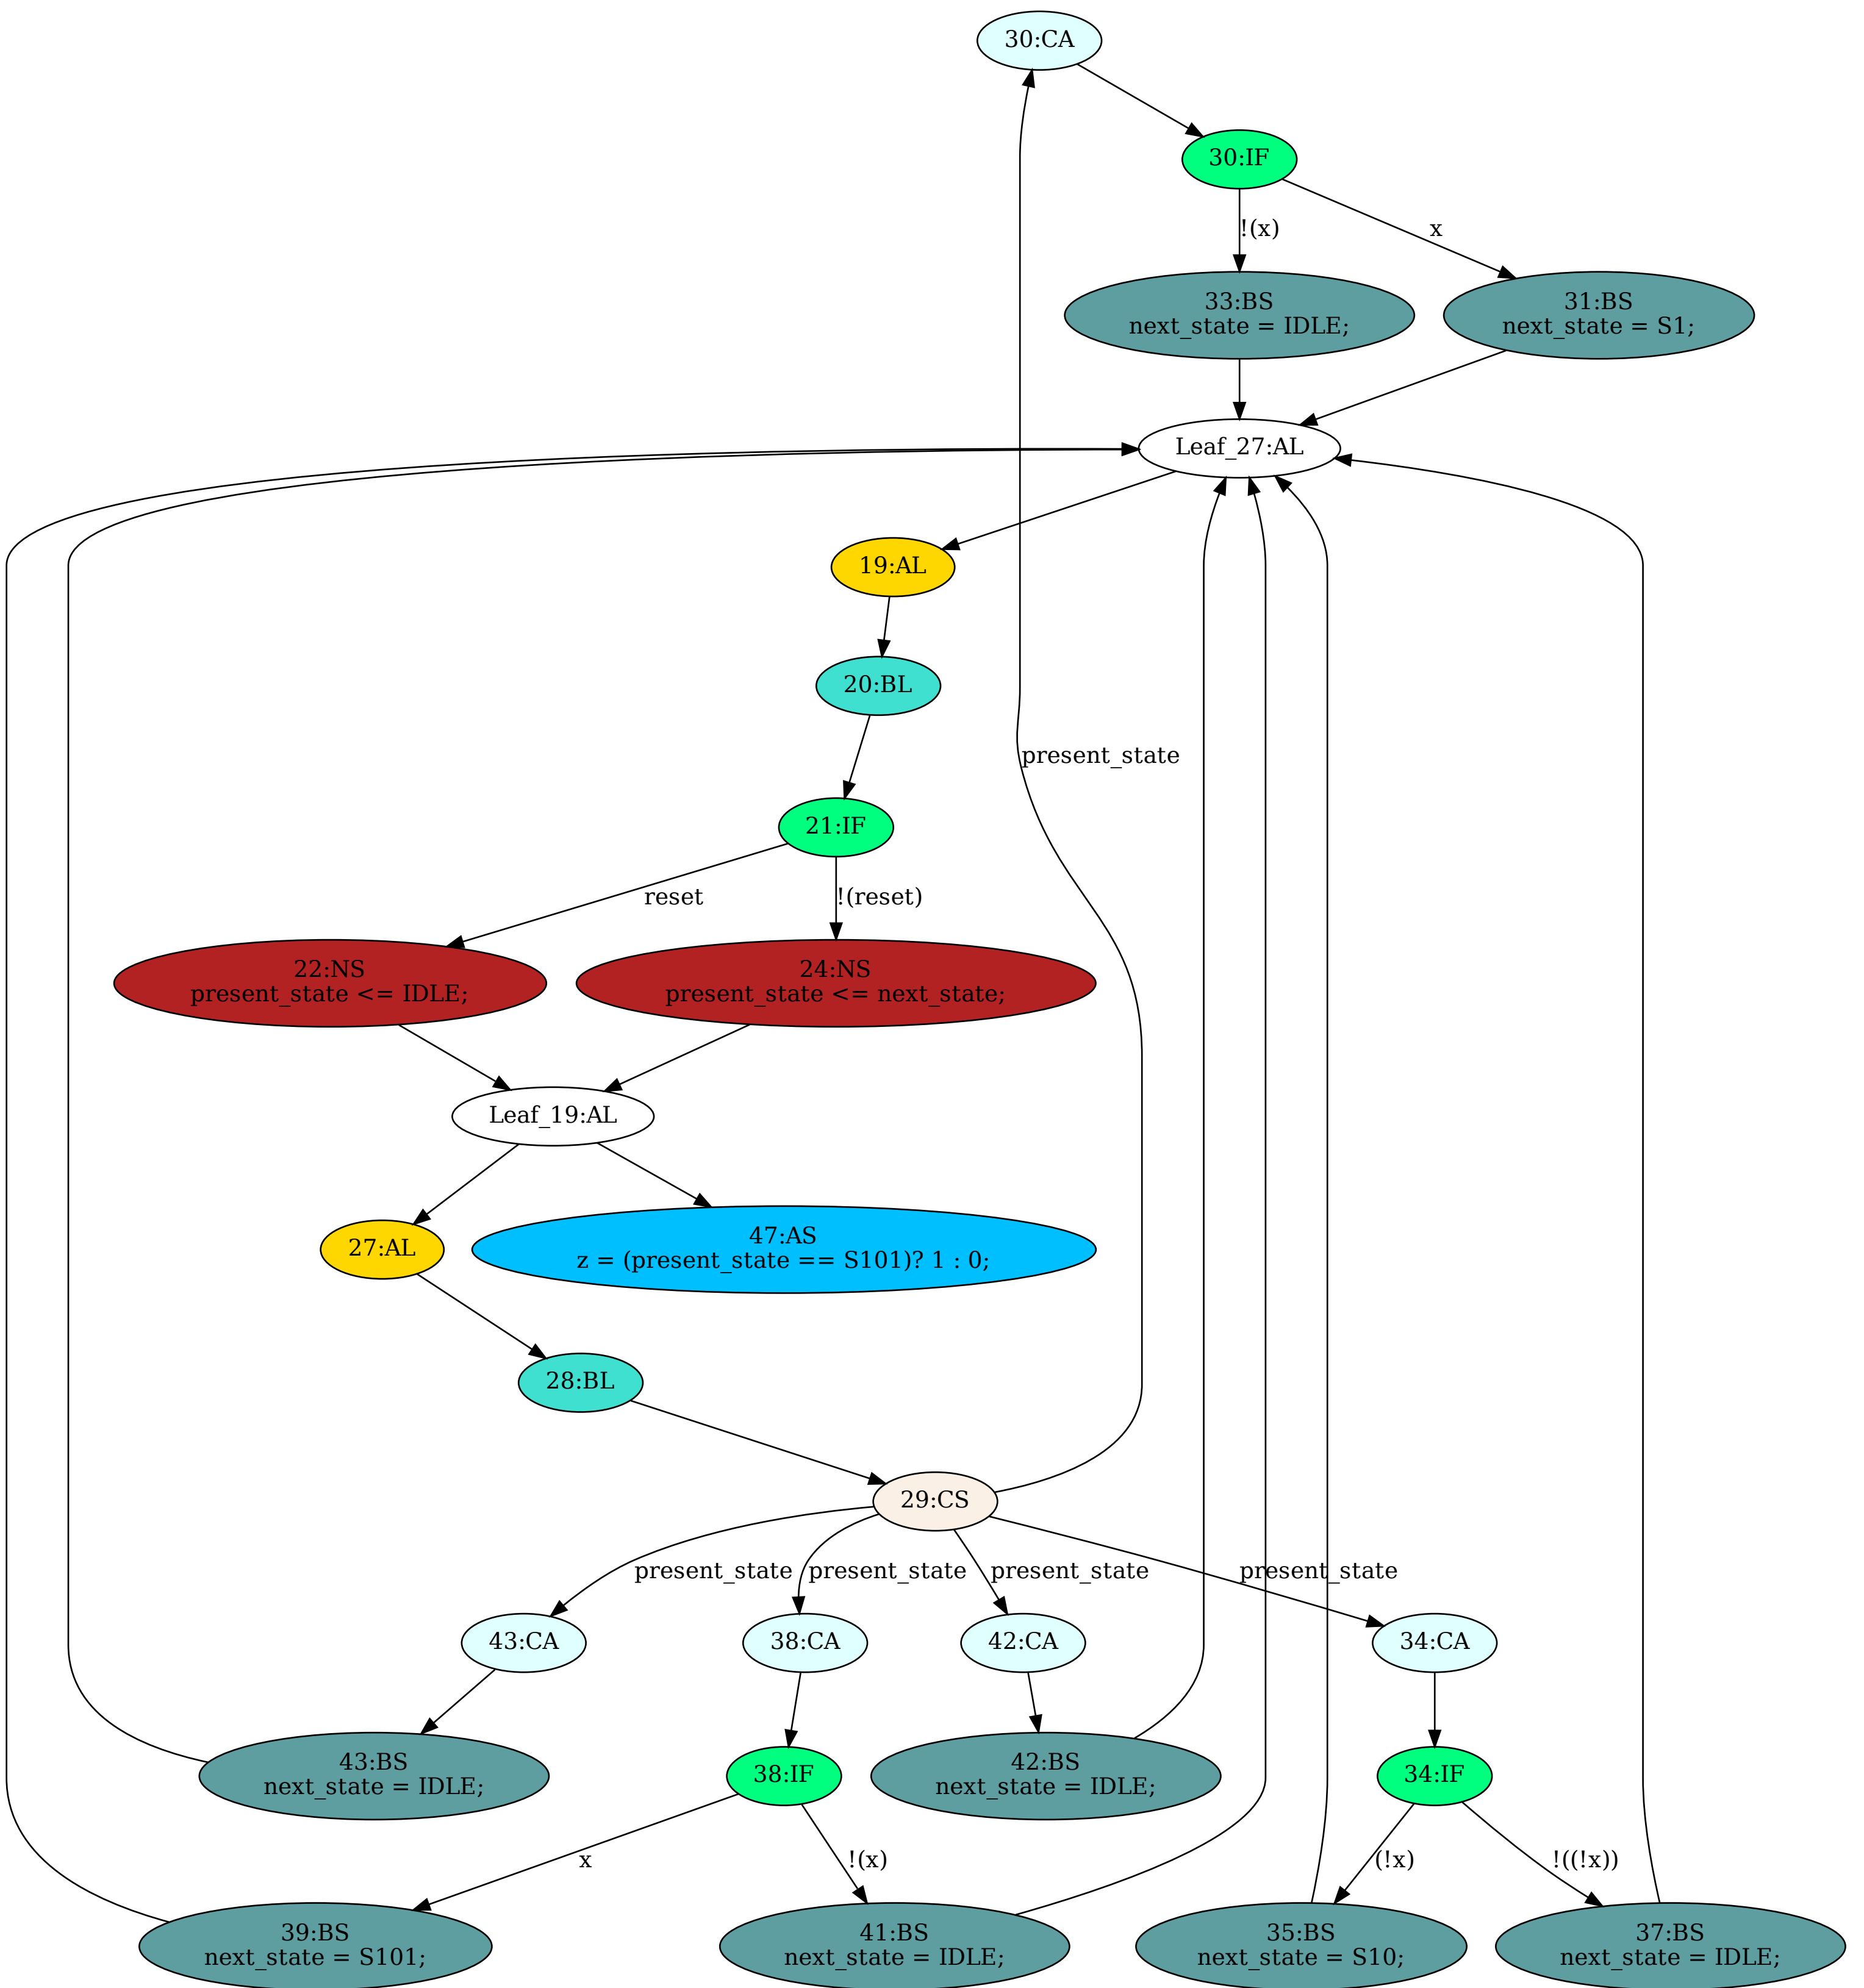 30:CA
30:IF
!(x)
x
33:BS
next_state = IDLE;
31:BS
next_state = S1;
Leaf_27:AL
19:AL
20:BL
present_state
21:IF
reset
!(reset)
22:NS
present_state <= IDLE;
24:NS
present_state <= next_state;
Leaf_19:AL
27:AL
47:AS
z = (present_state == S101)? 1 : 0;
28:BL
29:CS
present_state
present_state
present_state
present_state
43:CA
38:CA
42:CA
34:CA
43:BS
next_state = IDLE;
38:IF
42:BS
next_state = IDLE;
34:IF
x
!(x)
(!x)
!((!x))
39:BS
next_state = S101;
41:BS
next_state = IDLE;
35:BS
next_state = S10;
37:BS
next_state = IDLE;